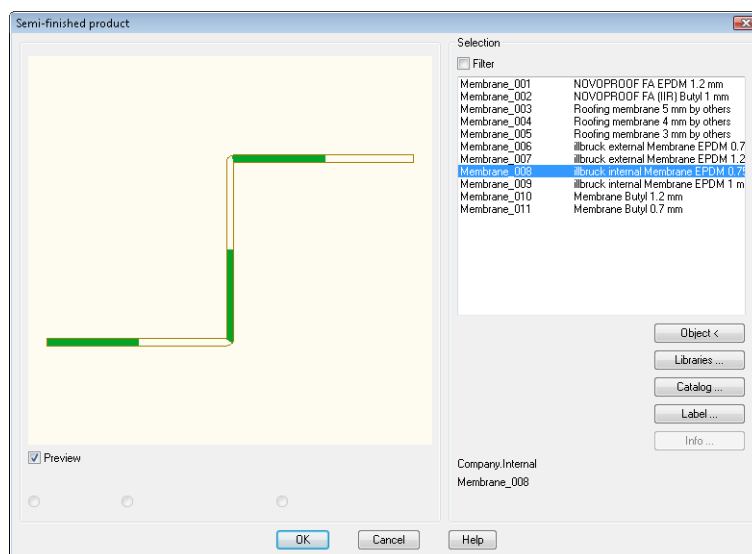 Semi-finished product
Selection
Filter
Membrane_001 NOVOPROOF FA EPDM 1.2 mm
Membrane_002 NOVOPROOF FA (IIR) Butyl 1 mm
Membrane_003 Roofing membrane 5 mm by others
Membrane_004 Roofing membrane 4 mm by others
Membrane_005 Roofing membrane 3 mm by others
Membrane_006 illbruck external Membrane EPDM 0.7
Membrane_007 illbruck external Membrane EPDM 1.2
Membrane_008 illbruck internal Membrane EPDM 0.75
Membrane_009 illbruck internal Membrane EPDM 1 m
Membrane_010 Membrane Butyl 1.2 mm
Membrane_011 Membrane Butyl 0.7 mm
Object <
Libraries ...
Catalog ...
Label ...
Info ...
Preview
Company.Internal
Membrane_008
OK
Cancel
Help